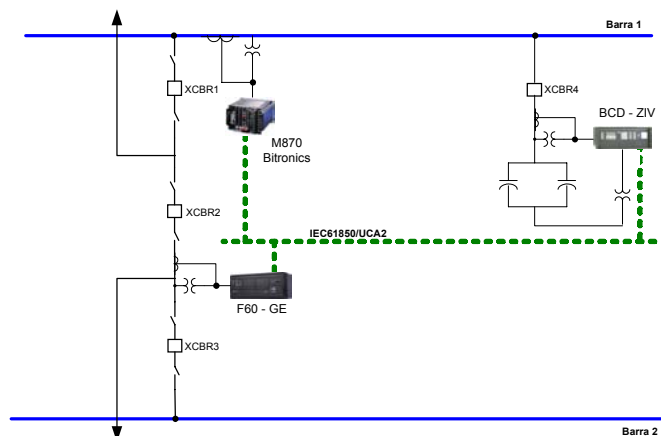 Barra 1
XCBR1
XCBR4
BCD - ZIV
M870
Bitronics
XCBR2
IEC61850/UCA2
F60 - GE
XCBR3
Barra 2